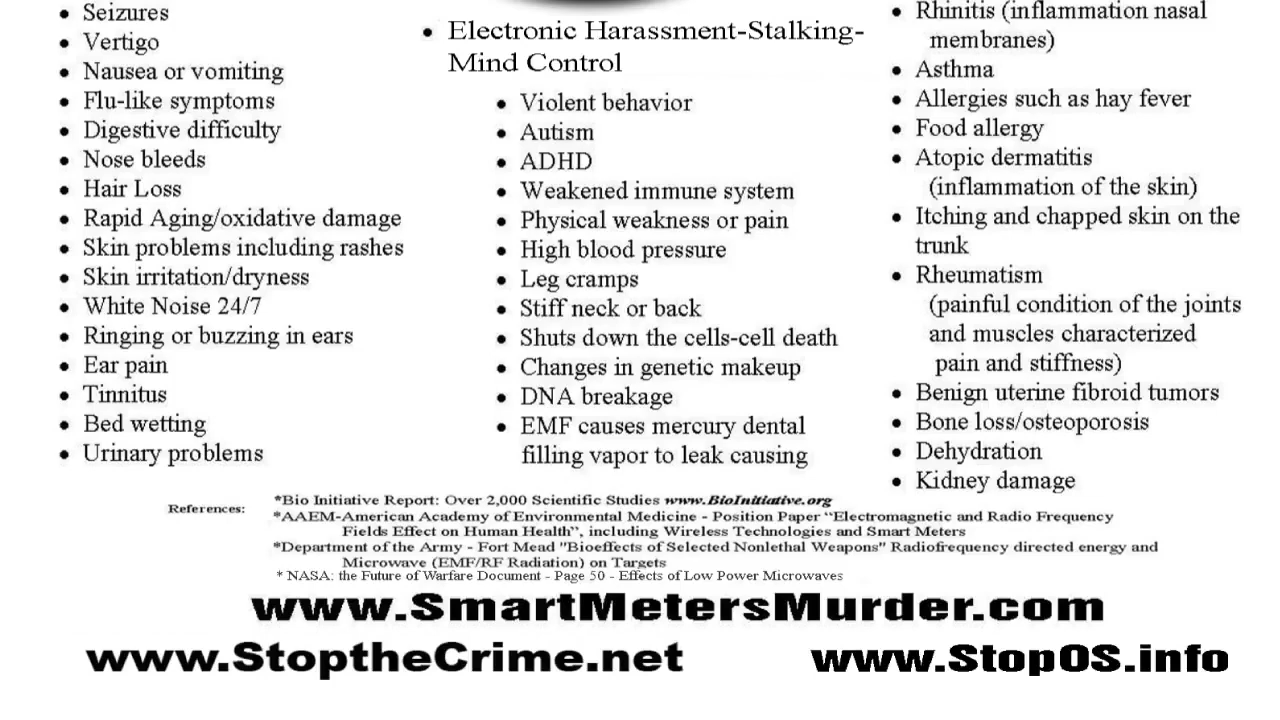 • Seizures
• Vertigo
• Nausea or vomiting
• Flu-like symptoms
• Digestive difficulty
• Nose bleeds
• Hair Loss
• Rapid Aging/oxidative damage
• Skin problems including rashes
• Skin irritation/dryness
• White Noise 24/7
• Ringing or buzzing in ears
• Ear pain
• Tinnitus
• Bed wetting
• Urinary problems
• Electronic Harassment-Stalking-
Mind Control
• Violent behavior
• Autism
• ADHD
• Weakened immune system
• Physical weakness or pain
• High blood pressure
• Leg cramps
• Stiff neck or back
• Shuts down the cells-cell death
• Changes in genetic makeup
• DNA breakage
• EMF causes mercury dental
filling vapor to leak causing
• Rhinitis (inflammation nasal
membranes)
• Asthma
• Allergies such as hay fever
• Food allergy
• Atopic dermatitis
(inflammation of the skin)
• Itching and chapped skin on the
trunk
• Rheumatism
(painful condition of the joints
and muscles characterized
pain and stiffness)
• Benign uterine fibroid tumors
• Bone loss/osteoporosis
• Dehydration
• Kidney damage
References:
*Bio Initiative Report: Over 2,000 Scientific Studies www.BioInitiative.org
*AAEM-American Academy of Environmental Medicine - Position Paper “Electromagnetic and Radio Frequency
Fields Effect on Human Health”, including Wireless Technologies and Smart Meters
*Department of the Army - Fort Mead "Bioeffects of Selected Nonlethal Weapons" Radiofrequency directed energy and
Microwave (EMF/RF Radiation) on Targets
* NASA: the Future of Warfare Document - Page 50 - Effects of Low Power Microwaves
www.SmartMetersMurder.com
www.StoptheCrime.net www.StopOS.info